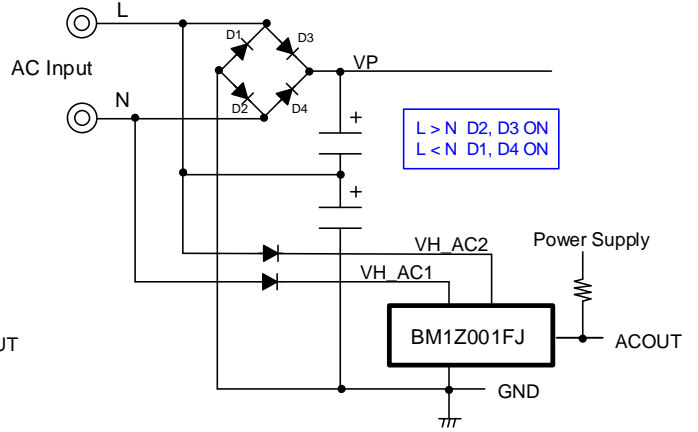 L
D1
D3
AC Input
VP
N
D2
D4
+
L > N D2, D3 ON
L < N D1, D4 ON
+
VH_AC2
Power Supply
VH_AC1
BM1Z001FJ
ACOUT
UT
GND